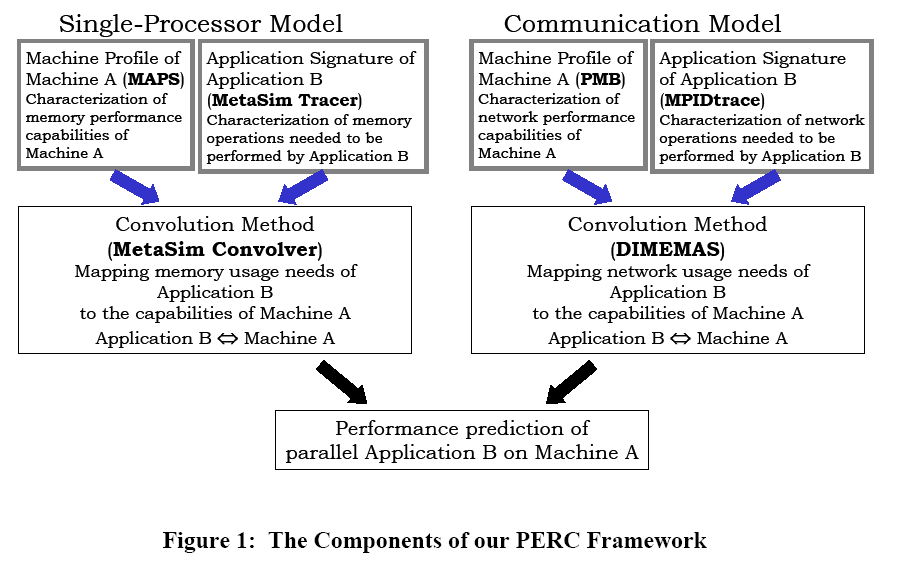 Single-Processor Model
Communication Model
Machine Profile of
Machine A (MAPS)
Characterization of
memory performance
capabilities of
Machine A
Application Signature of
Application B
(MetaSim Tracer)
Characterization of memory
operations needed to be
performed by Application B
Machine Profile of
Machine A (PMB)
Characterization of
network performance
capabilities of
Machine A
Application Signature
of Application B
(MPIDtrace)
Characterization of network
operations needed to be
performed by Application B
Convolution Method
(MetaSim Convolver)
Mapping memory usage needs of
Application B
to the capabilities of Machine A
Application B ⇔ Machine A
Convolution Method
(DIMEMAS)
Mapping network usage needs of
Application B
to the capabilities of Machine A
Application B ⇔ Machine A
Performance prediction of
parallel Application B on Machine A
Figure 1:  The Components of our PERC Framework